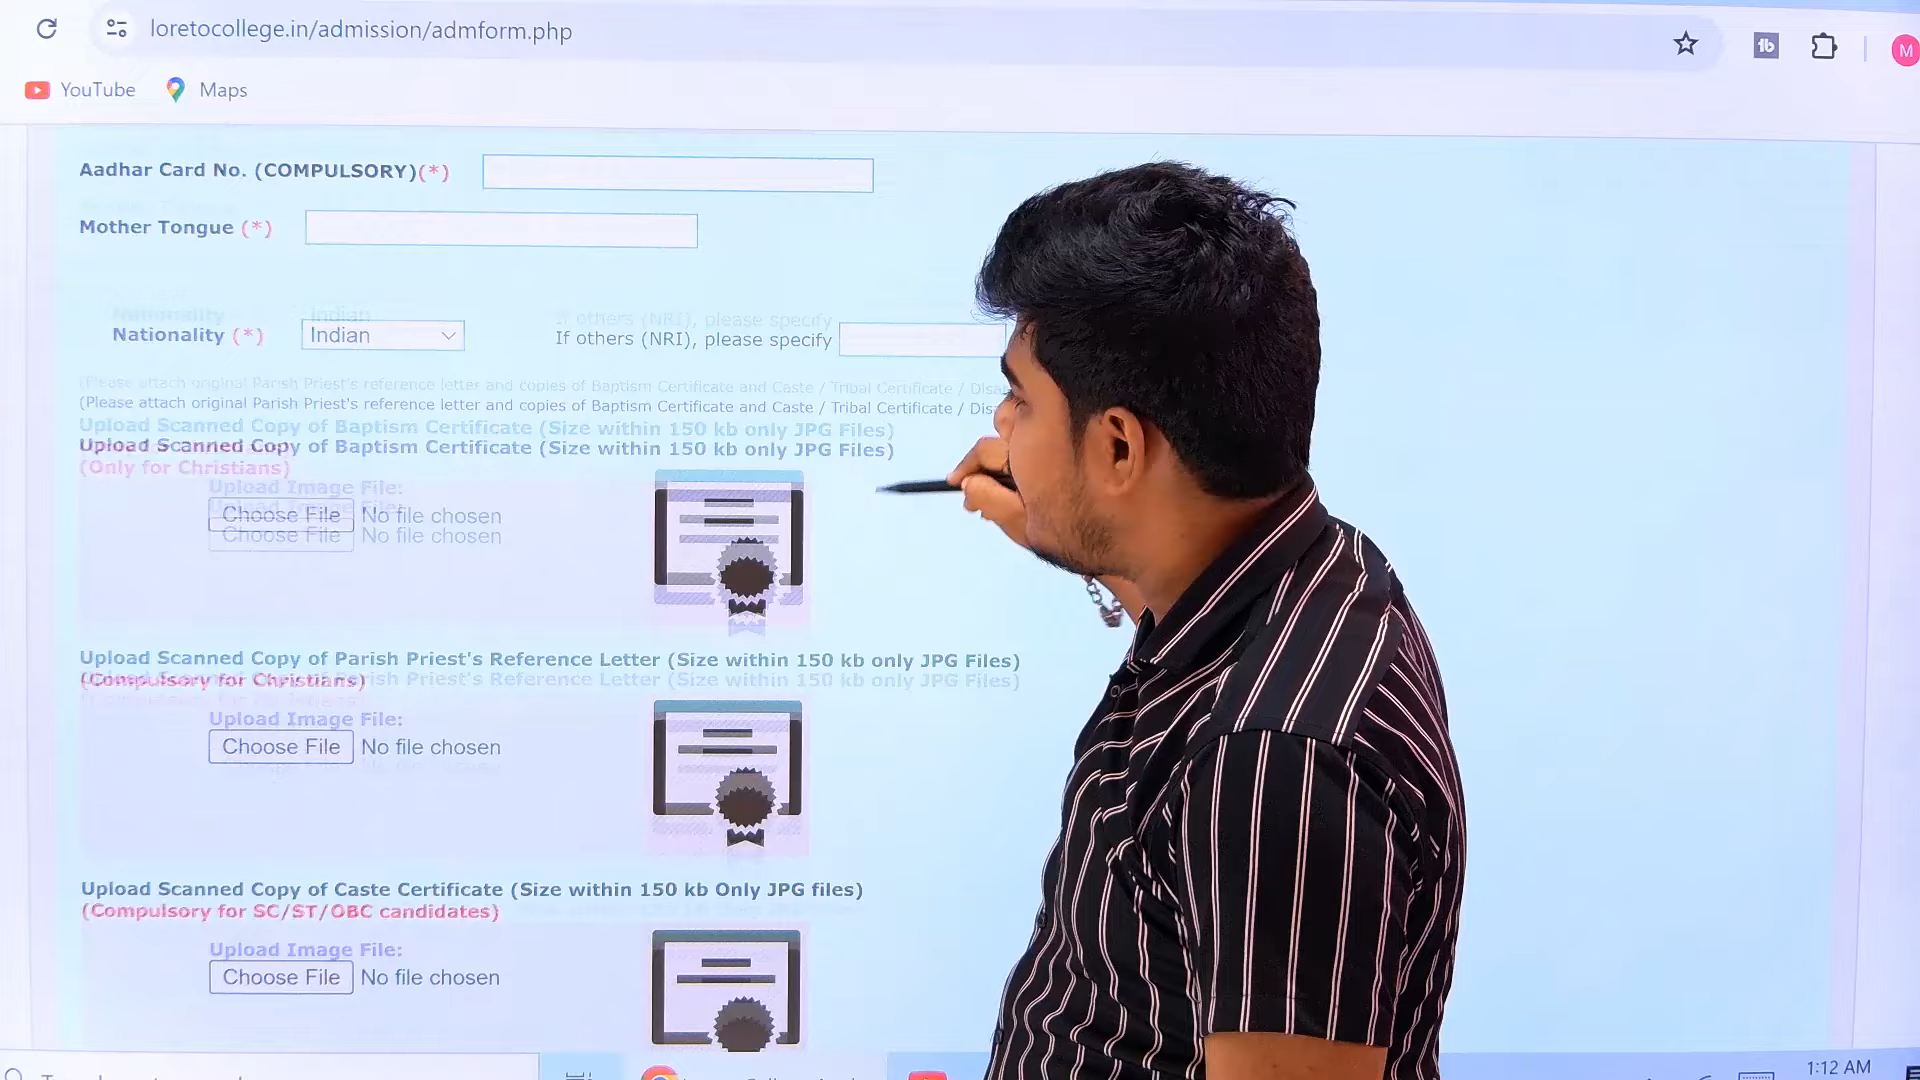 loretocollege.in/admission/admform.php
M
YouTube
Maps
Aadhar Card No. (COMPULSORY)(*)
Mother Tongue (*)
Nationality (*)
Indian
If others (NRI), please specify
(Please attach original Parish Priest's reference letter and copies of Baptism Certificate and Caste / Tribal Certificate /
Upload Scanned Copy of Baptism Certificate (Size within 150 kb only JPG Files)
(Only for Christians)
Upload Image File:
Choose File No file chosen
Upload Scanned Copy of Parish Priest's Reference Letter (Size within 150 kb only JPG Files)
(Compulsory for Christians)
Upload Image File:
Choose File No file chosen
Upload Scanned Copy of Caste Certificate (Size within 150 kb Only JPG files)
(Compulsory for SC/ST/OBC candidates)
Upload Image File:
Choose File No file chosen
1:12 AM